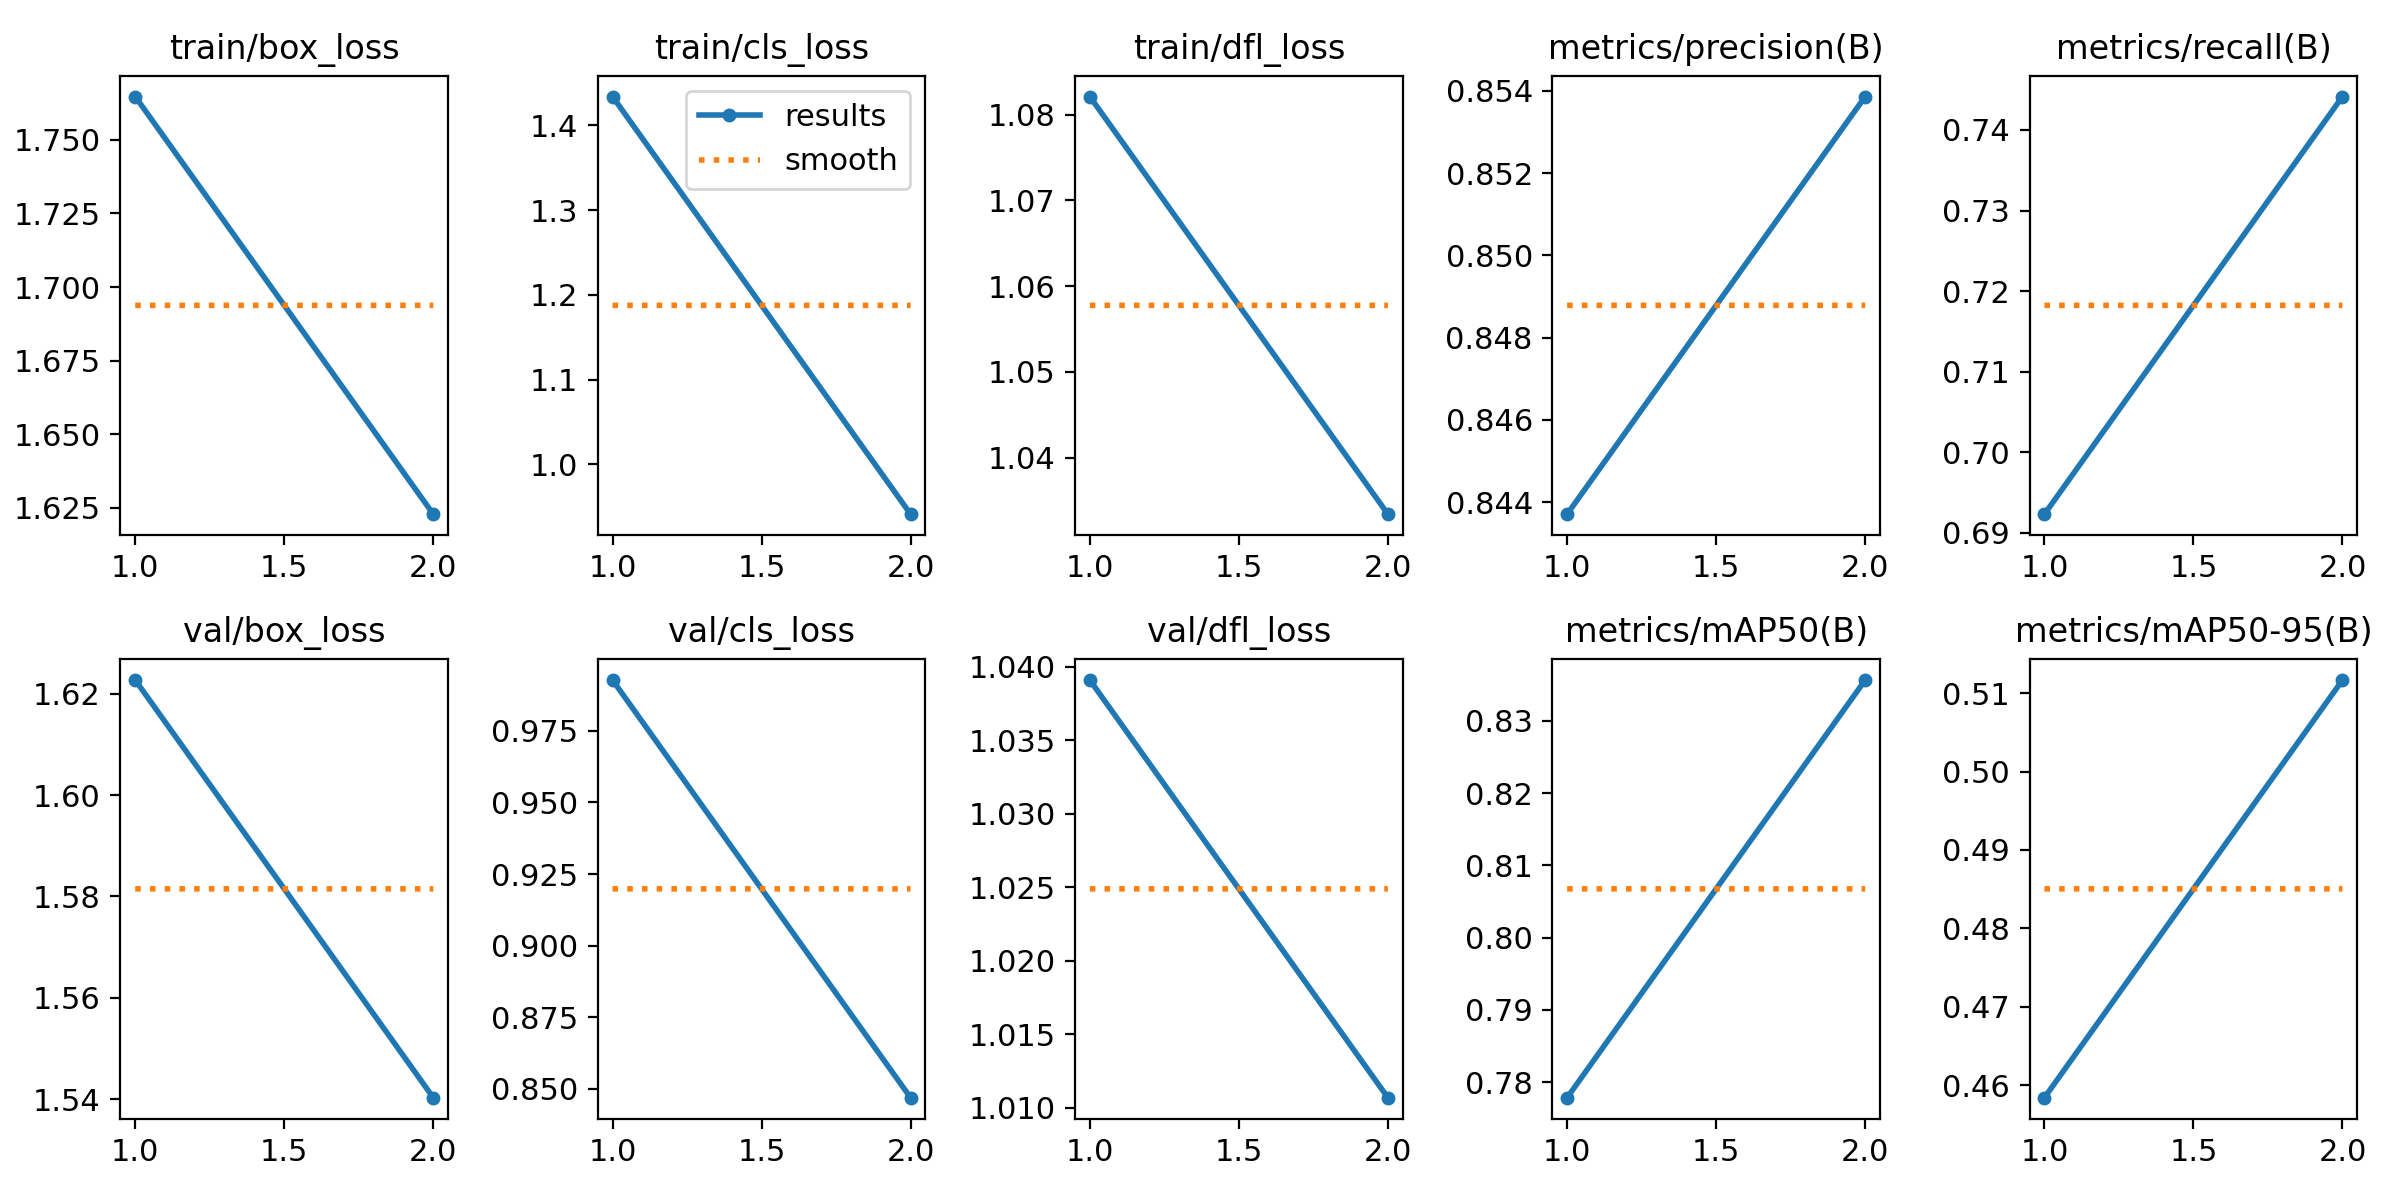 train/box_loss
1.750
1.725
1.700
1.675
1.650
1.625
1.0 1.5 2.0
train/cls_loss
results
smooth
1.4
1.3
1.2
1.1
1.0
1.0 1.5 2.0
train/dfl_loss
1.08
1.07
1.06
1.05
1.04
1.0 1.5 2.0
metrics/precision(B)
0.854
0.852
0.850
0.848
0.846
0.844
1.0 1.5 2.0
metrics/recall(B)
0.74
0.73
0.72
0.71
0.70
0.69
1.0 1.5 2.0
val/box_loss
1.62
1.60
1.58
1.56
1.54
1.0 1.5 2.0
val/cls_loss
0.975
0.950
0.925
0.900
0.875
0.850
1.0 1.5 2.0
val/dfl_loss
1.040
1.035
1.030
1.025
1.020
1.015
1.010
1.0 1.5 2.0
metrics/mAP50(B)
0.83
0.82
0.81
0.80
0.79
0.78
1.0 1.5 2.0
metrics/mAP50-95(B)
0.51
0.50
0.49
0.48
0.47
0.46
1.0 1.5 2.0